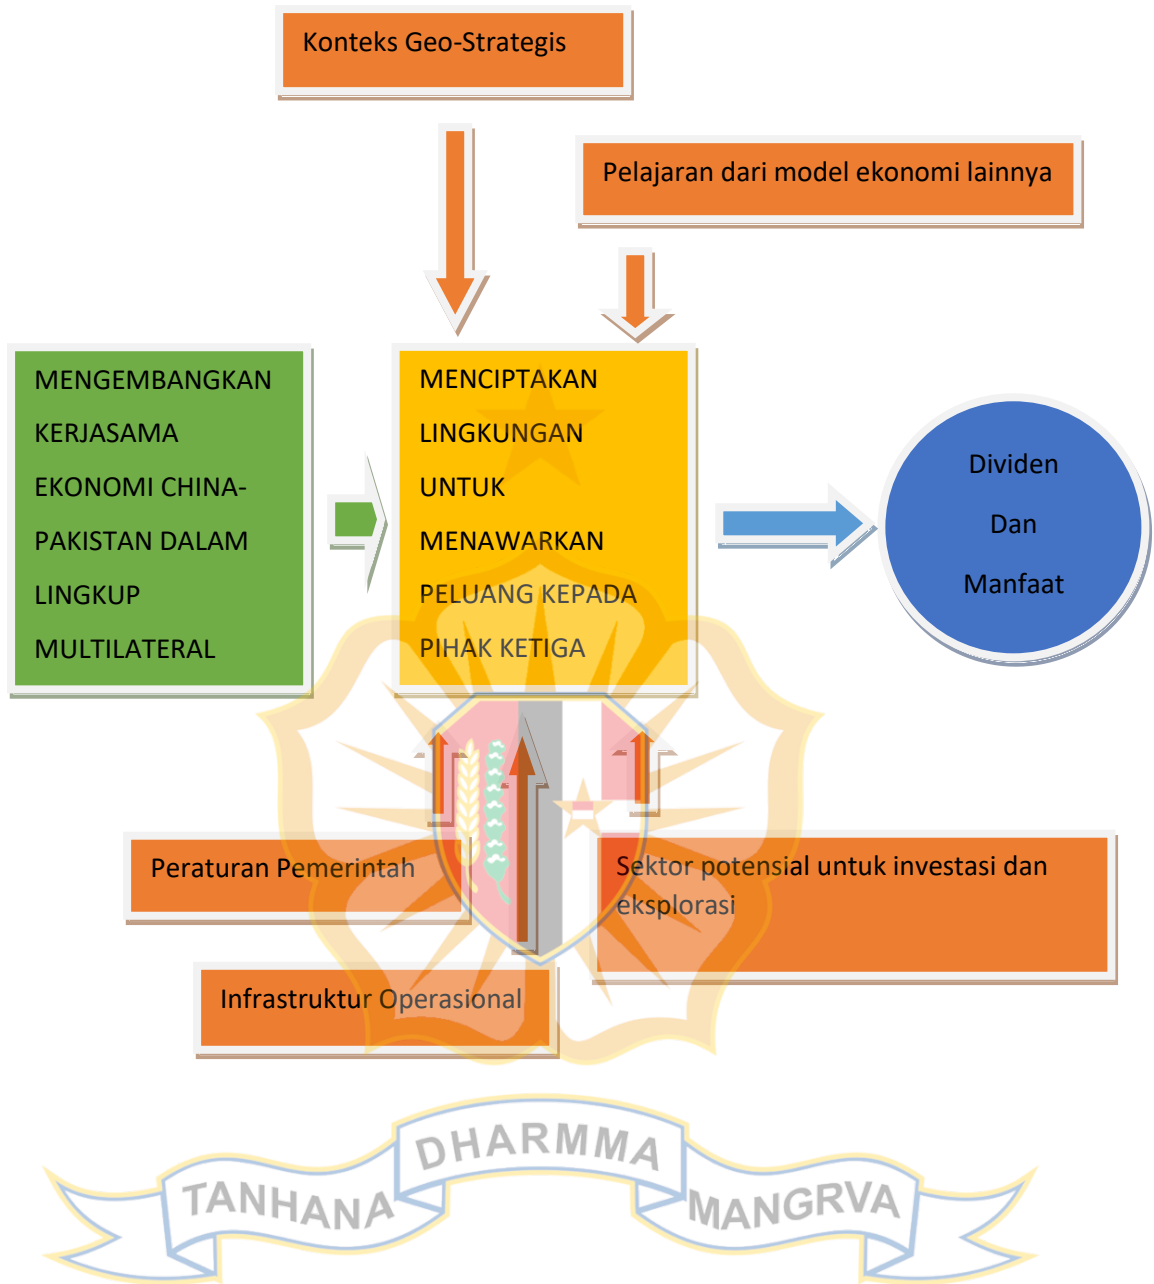 Konteks Geo-Strategis
Pelajaran dari model ekonomi lainnya
MENGEMBANGKAN
KERJASAMA
EKONOMI CHINA-
PAKISTAN DALAM
LINGKUP
MULTILATERAL
MENCIPTAKAN
LINGKUNGAN
UNTUK
MENAWARKAN
PELUANG KEPADA
PIHAK KETIGA
Dividen
Dan
Manfaat
Peraturan Pemerintah
Sektor potensial untuk investasi dan
eksplorasi
Infrastruktur Operasional
TANHANA DHARMMA MANGRVA